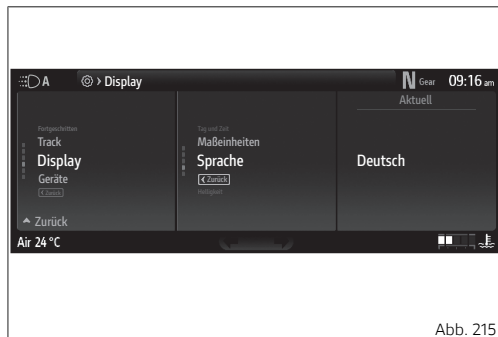 A > Display N Gear 09:16 am
Fortgeschritten
Track
Display
Geräte
Zurück
Zurück
Tag und Zeit
Maßeinheiten
Sprache
Zurück
Helligkeit
Aktuell
Deutsch
Air 24 °C
Abb. 215